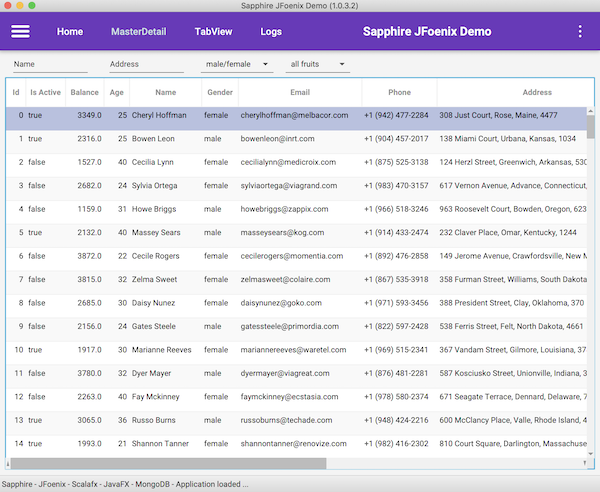 Sapphire JFoenix Demo (1.0.3.2)
Home MasterDetail TabView Logs Sapphire JFoenix Demo
Name Address male/female all fruits
Id Is Active Balance Age Name Gender Email Phone Address
0 true 3349.0 25 Cheryl Hoffman female cherylhoffman@melbacor.com +1 (942) 477-2284 308 Just Court, Rose, Maine, 4477
1 true 2316.0 25 Bowen Leon male bowenleon@inrt.com +1 (904) 457-2017 138 Miami Court, Urbana, Kansas, 1034
2 false 1527.0 40 Cecilia Lynn female cecilialynn@medicroix.com +1 (875) 525-3138 124 Herzl Street, Greenwich, Arkansas, 530
3 false 2682.0 24 Sylvia Ortega female sylviaortega@viagrand.com +1 (983) 470-3157 617 Vernon Avenue, Advance, Connecticut,
4 false 1159.0 31 Howe Briggs male howebriggs@zappix.com +1 (966) 518-3246 963 Roosevelt Court, Bowden, Oregon, 623
5 true 2132.0 40 Massey Sears male masseysears@kog.com +1 (914) 433-2474 232 Claver Place, Omar, Kentucky, 1244
6 false 3872.0 22 Cecile Rogers female cecilerogers@momentia.com +1 (892) 476-2858 149 Jerome Avenue, Crawfordsville, New M
7 false 3815.0 32 Zelma Sweet female zelmasweet@colaire.com +1 (867) 535-3918 358 Furman Street, Williams, South Dakota
8 false 2685.0 30 Daisy Nunez female daisynunez@goko.com +1 (971) 593-3456 388 President Street, Clay, Oklahoma, 370
9 false 2156.0 24 Gates Steele male gatessteele@primordia.com +1 (822) 597-2428 538 Ferris Street, Felt, North Dakota, 4661
10 true 1917.0 30 Marianne Reeves female mariannereeves@waretel.com +1 (969) 515-2341 367 Vandam Street, Gilmore, Louisiana, 37
11 false 3780.0 32 Dyer Mayer male dyermayer@viagreat.com +1 (876) 481-2281 587 Kosciusko Street, Unionville, Indiana, 3
12 false 2263.0 40 Fay Mckinney female faymckinney@ecstasia.com +1 (978) 580-2374 671 Seagate Terrace, Dennard, Delaware, 7
13 true 3065.0 36 Russo Burns male russoburns@techade.com +1 (948) 424-2216 600 McClancy Place, Valle, Rhode Island, 4
14 true 1993.0 21 Shannon Tanner female shannontanner@renovize.com +1 (982) 416-2302 810 Court Square, Darlington, Massachuse
Sapphire - JFoenix - Scalafx - JavaFX - MongoDB - Application loaded ...